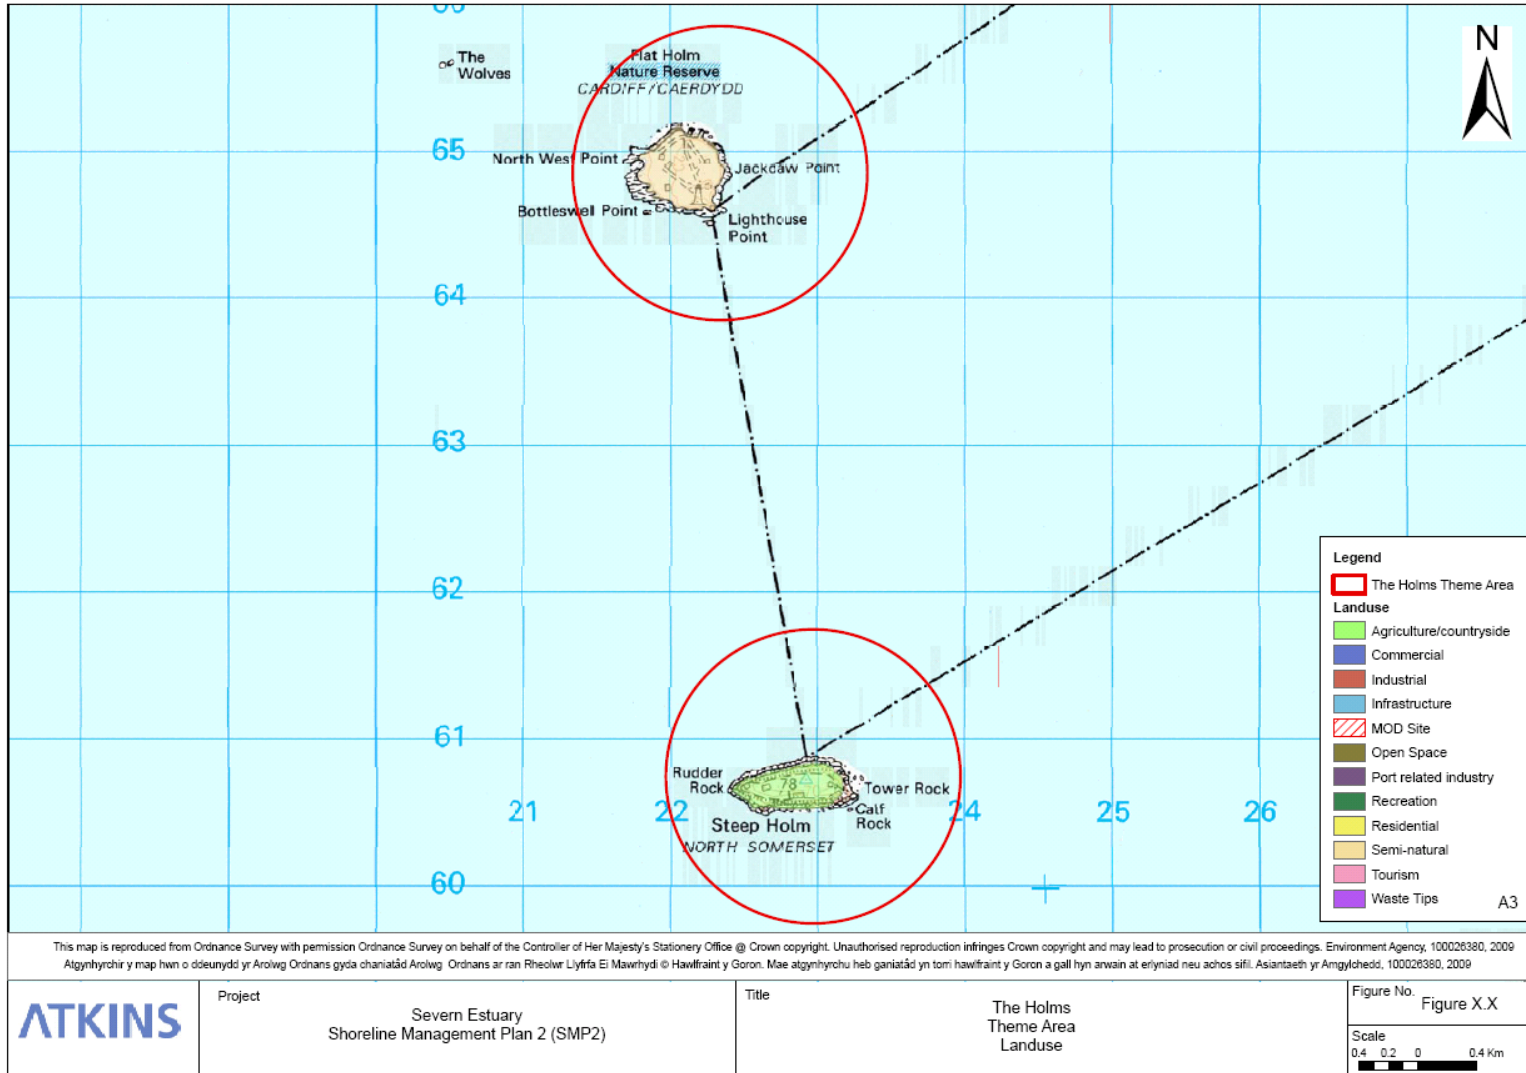 66
N
The
Wolves
Flat Holm
Nature Reserve
CARDIFF/CAERDYDD
65
North West Point
Jackdaw Point
Bottleswell Point
Lighthouse
Point
64
63
62
61
Rudder
Rock
78
Tower Rock
Calf
Rock
21
22
24
25
26
Steep Holm
NORTH SOMERSET
60
Legend
The Holms Theme Area
Landuse
Agriculture/countryside
Commercial
Industrial
Infrastructure
MOD Site
Open Space
Port related industry
Recreation
Residential
Semi-natural
Tourism
Waste Tips
A3
This map is reproduced from Ordnance Survey with permission Ordnance Survey on behalf of the Controller of Her Majesty's Stationery Office @ Crown copyright. Unauthorised reproduction infringes Crown copyright and may lead to prosecution or civil proceedings. Environment Agency, 100026380, 2009
Atgynhyrchir y map hwn o ddeunydd yr Arolwg Ordnans gyda chaniatâd Arolwg Ordnans ar ran Rheolwr Llyfrfa Ei Mawrhydi © Hawlfraint y Goron. Mae atgynhyrchu heb ganiatâd yn torri hawlfraint y Goron a gall hyn arwain at erlyniad neu achos sifil. Asiantaeth yr Amgylchedd, 100026380, 2009
ATKINS
Project
Severn Estuary
Shoreline Management Plan 2 (SMP2)
Title
The Holms
Theme Area
Landuse
Figure No.
Figure X.X
Scale
0.4 0.2 0 0.4 Km